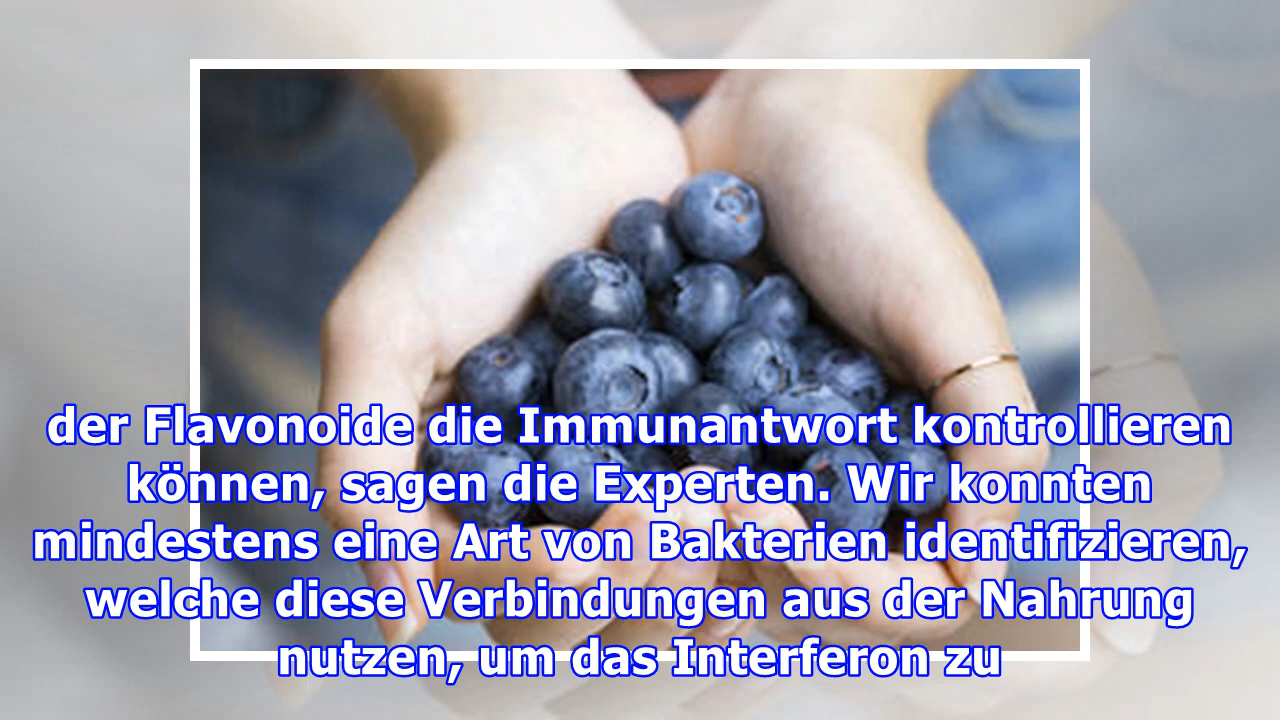 der Flavonoide die Immunantwort kontrollieren
können, sagen die Experten. Wir konnten
mindestens eine Art von Bakterien identifizieren,
welche diese Verbindungen aus der Nahrung
nutzen, um das Interferon zu